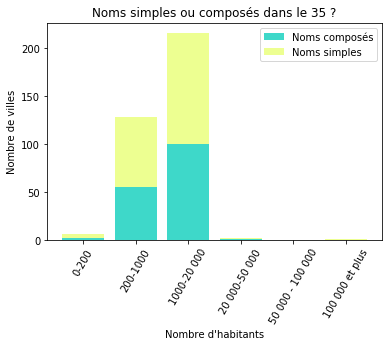 Noms simples ou composés dans le 35 ?
Noms composés
Noms simples
Nombre de villes
200
150
100
50
0
0-200
200-1000
1000-20 000
20 000-50 000
50 000 - 100 000
100 000 et plus
Nombre d'habitants